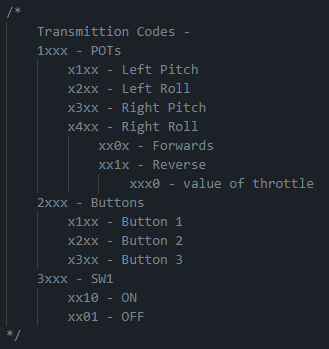 /*
Transmittion Codes -
1xxx - POTs
x1xx - Left Pitch
x2xx - Left Roll
x3xx - Right Pitch
x4xx - Right Roll
xx0x - Forwards
xx1x - Reverse
xxx0 - value of throttle
2xxx - Buttons
x1xx - Button 1
x2xx - Button 2
x3xx - Button 3
3xxx - SW1
xx10 - ON
xx01 - OFF
*/